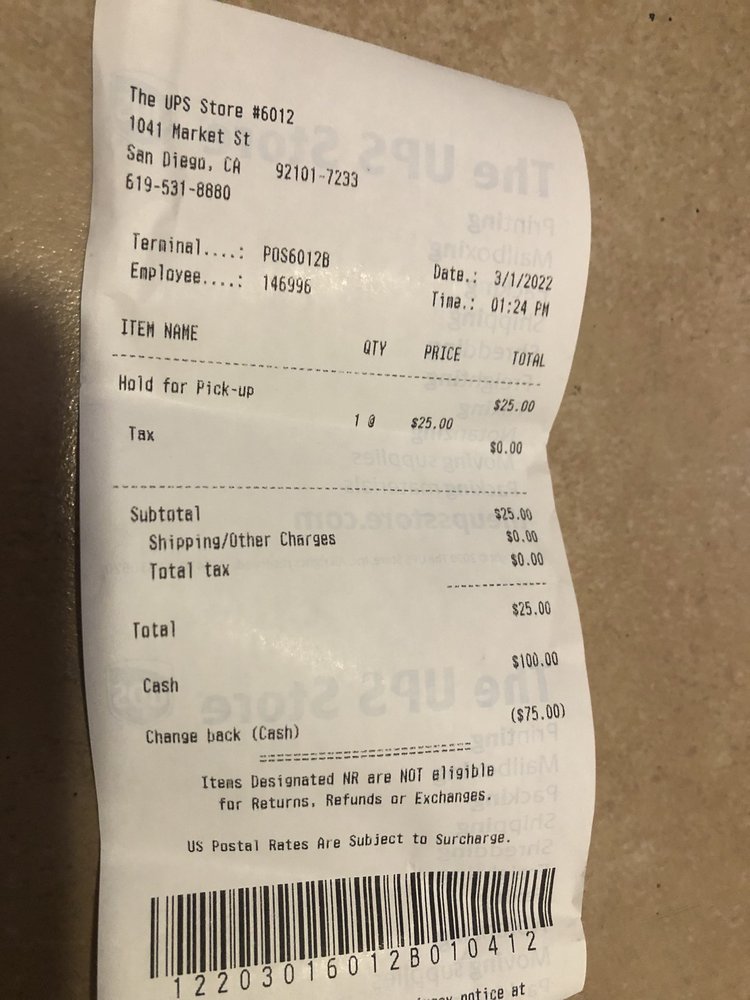 The UPS Store #6012
1041 Market St
San Diego, CA 92101-7233
619-531-8880
Terminal....: POS6012B Date.: 3/1/2022
Employee....: 146996 Time.: 01:24 PM
ITEM NAME QTY PRICE TOTAL
Hold for Pick-up $25.00
1 @ $25.00
Tax $0.00
Subtotal $25.00
Shipping/Other Charges $0.00
Total tax $0.00
Total $25.00
Cash $100.00
Change back (Cash) ($75.00)
Items Designated NR are NOT eligible
for Returns, Refunds or Exchanges.
US Postal Rates Are Subject to Surcharge.
12203016012B010412
notice at